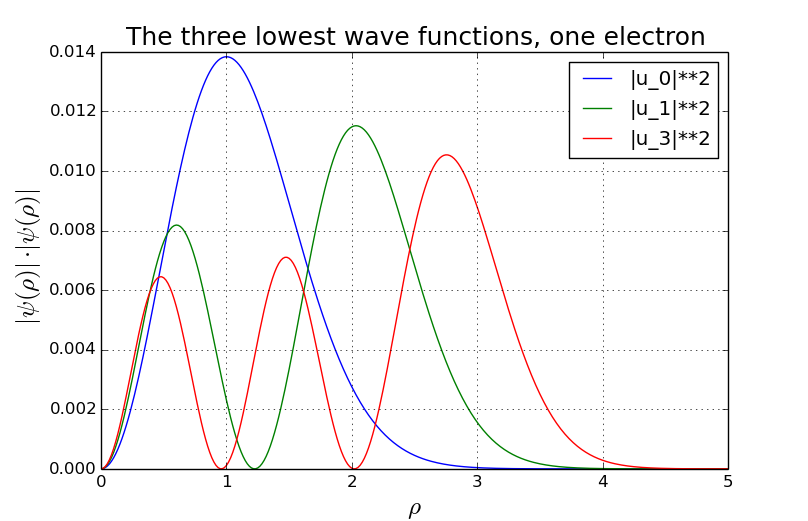 The three lowest wave functions, one electron
0.014
0.012
0.010
0.008
0.006
0.004
0.002
0.000
|ψ(ρ)|·|ψ(ρ)|
|u_0|**2
|u_1|**2
|u_3|**2
0 1 2 3 4 5
ρ